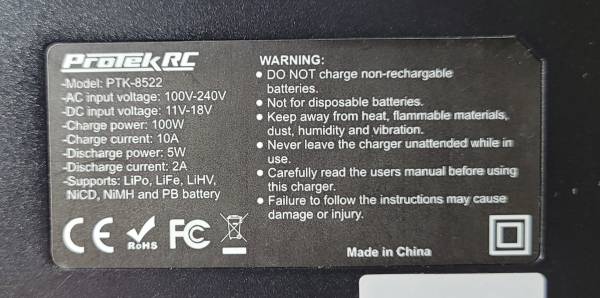 ProTek RC
-Model: PTK-8522
-AC input voltage: 100V-240V
-DC input voltage: 11V-18V
-Charge power: 100W
-Charge current: 10A
-Discharge power: 5W
-Discharge current: 2A
-Supports: LiPo, LiFe, LiHV,
NiCD, NiMH and PB battery
CE RoHS FC
WARNING:
● DO NOT charge non-rechargable
batteries.
● Not for disposable batteries.
● Keep away from heat, flammable materials,
dust, humidity and vibration.
● Never leave the charger unattended while in
use.
● Carefully read the users manual before using
this charger.
● Failure to follow the instructions may cause
damage or injury.
Made in China